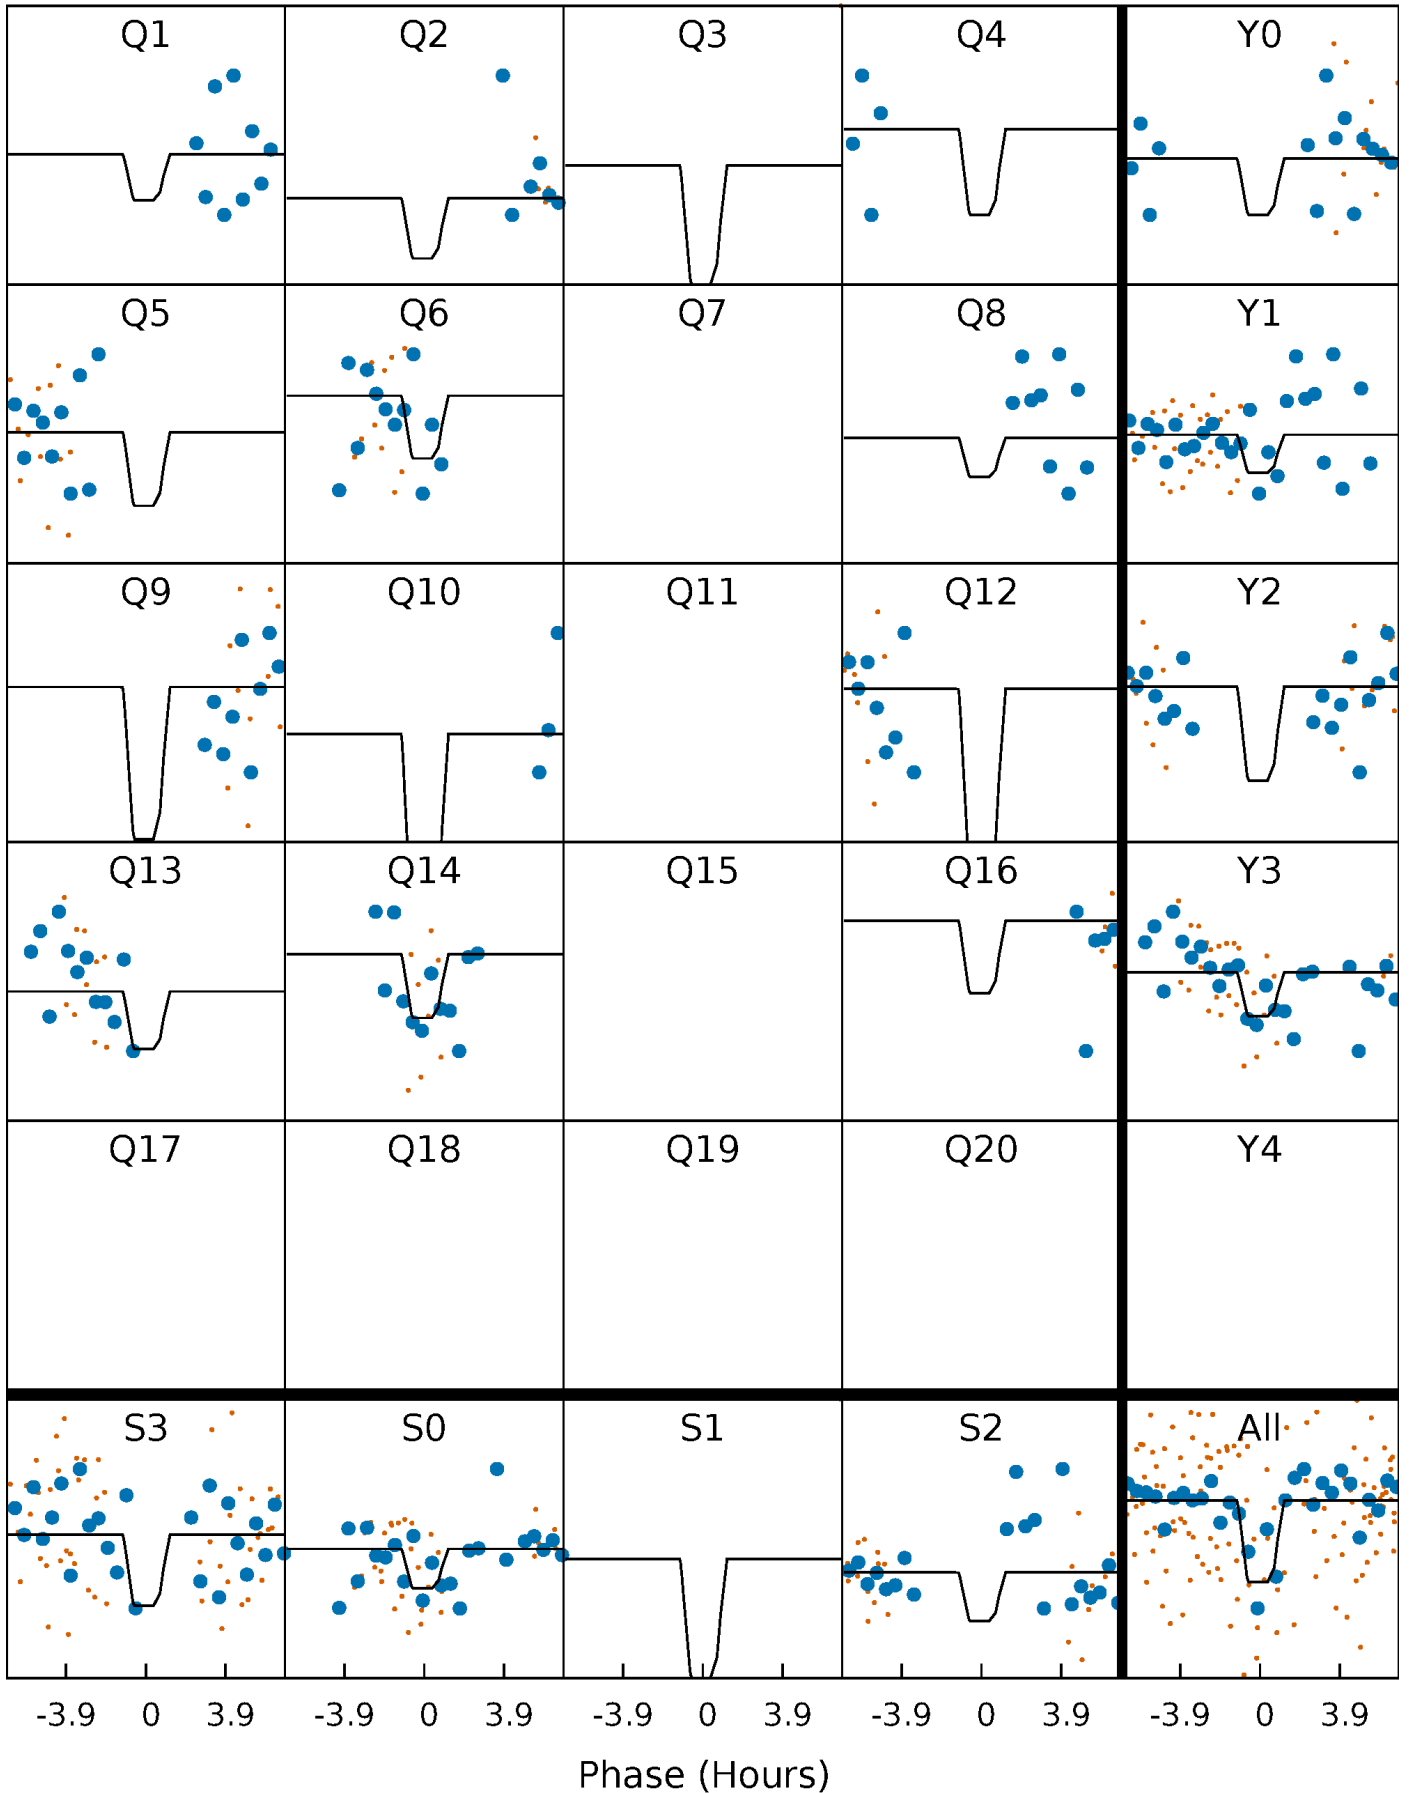 Q1 Q2 Q3 Q4 Y0
Q5 Q6 Q7 Q8 Y1
Q9 Q10 Q11 Q12 Y2
Q13 Q14 Q15 Q16 Y3
Q17 Q18 Q19 Q20 Y4
S3 S0 S1 S2 All
-3.9 0 3.9 -3.9 0 3.9 -3.9 0 3.9 -3.9 0 3.9 -3.9 0 3.9
Phase (Hours)